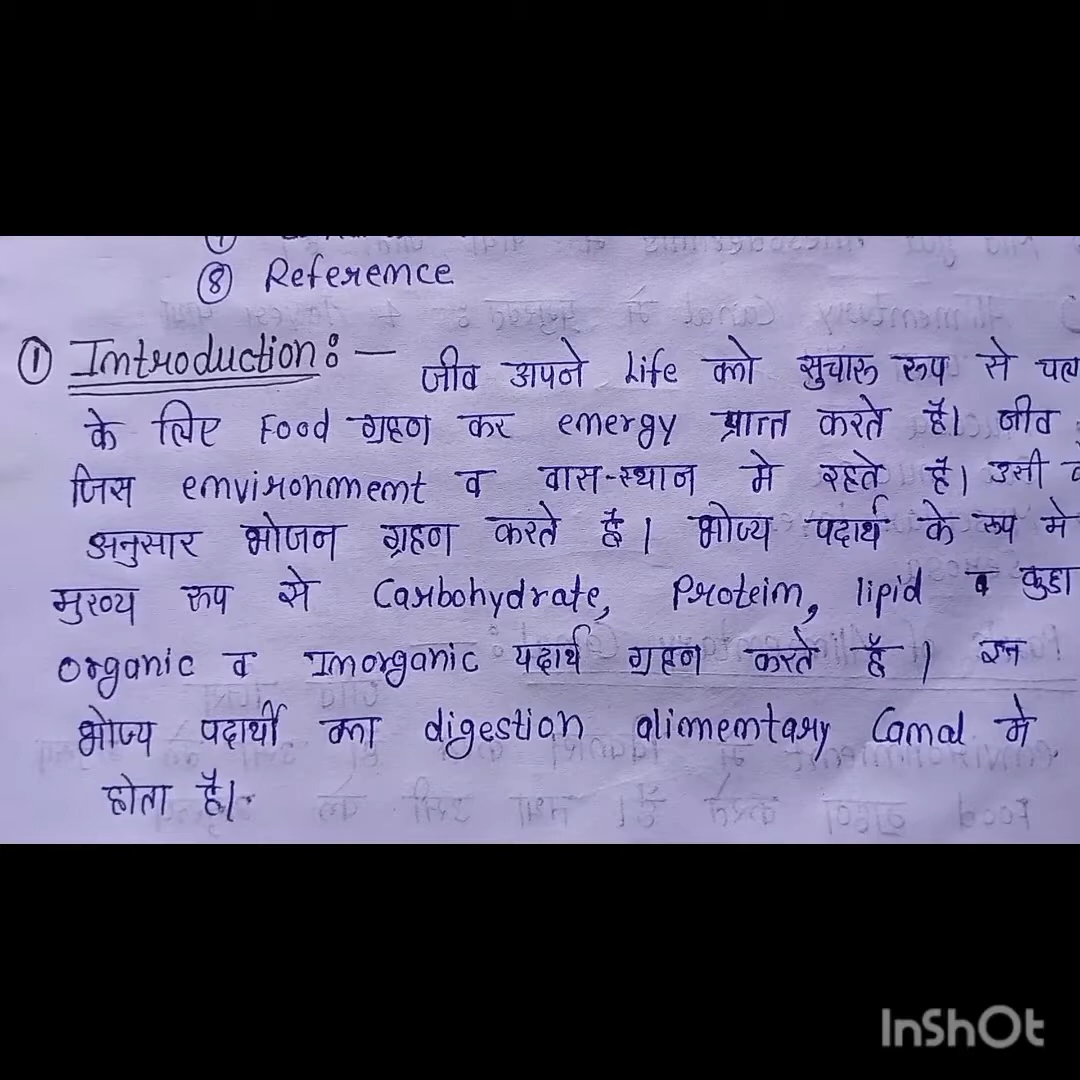 ⑧ Reference
① Introduction: — जीव अपने Life को सुचारू रूप से
के लिए Food ग्रहण कर energy प्राप्त करते है। जीव
जिस environment व वास-स्थान मे रहते है। उसी
अनुसार भोजन ग्रहण करते है। भोज्य पदार्थ के रूप मे
मुख्य रूप से Carbohydrate, Protein, lipid व कुछ
organic व Inorganic पदार्थ ग्रहण करते है। इन
भोज्य पदार्थो का digestion alimentary Canal मे
होता है।
InShOt